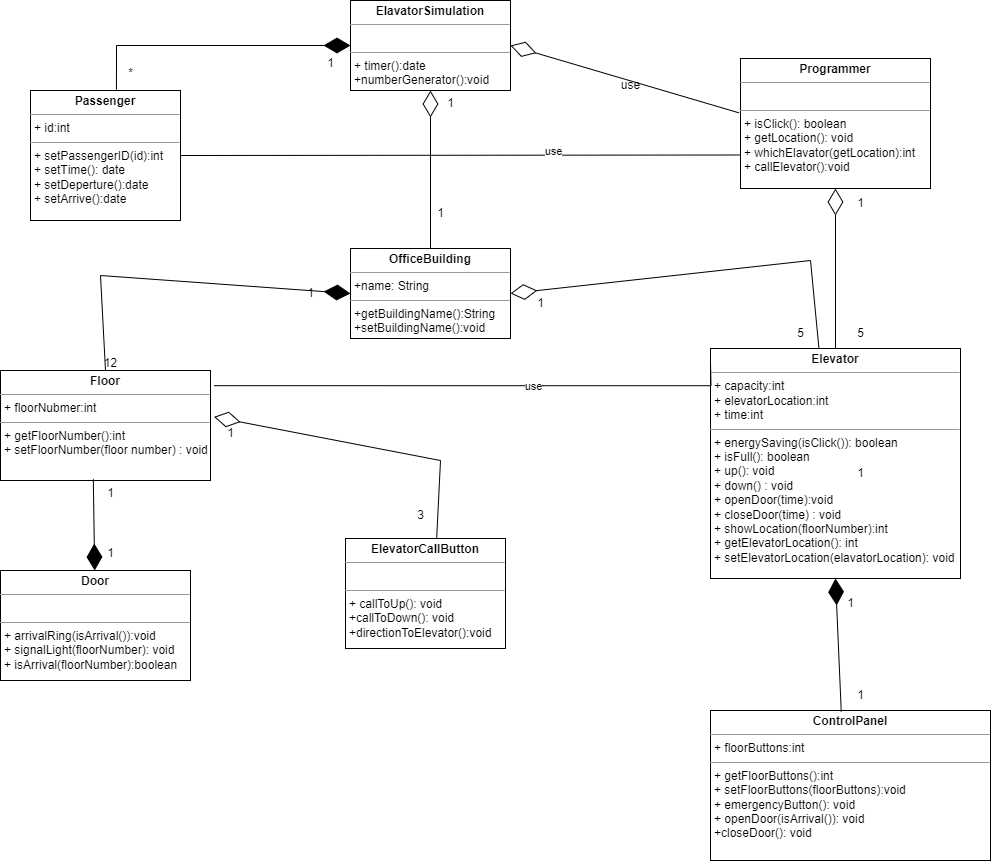 ElavatorSimulation
+ timer():date
+numberGenerator():void
1
*
1
use
Programmer
+ isClick(): boolean
+ getLocation(): void
+ whichElavator(getLocation):int
+ callElevator():void
Passenger
+ id:int
+ setPassengerID(id):int
+ setTime(): date
+ setDeperture():date
+ setArrive():date
use
1
1
OfficeBuilding
+name: String
+getBuildingName():String
+setBuildingName():void
1
1
12
5
5
Floor
+ floorNubmer:int
+ getFloorNumber():int
+ setFloorNumber(floor number) : void
use
1
3
1
1
Elevator
+ capacity:int
+ elevatorLocation:int
+ time:int
+ energySaving(isClick()): boolean
+ isFull(): boolean
+ up(): void
1
+ down() : void
+ openDoor(time):void
+ closeDoor(time) : void
+ showLocation(floorNumber):int
+ getElevatorLocation(): int
+ setElevatorLocation(elavatorLocation): void
ElevatorCallButton
+ callToUp(): void
+callToDown(): void
+directionToElevator():void
Door
+ arrivalRing(isArrival()):void
+ signalLight(floorNumber): void
+ isArrival(floorNumber):boolean
1
1
ControlPanel
+ floorButtons:int
+ getFloorButtons():int
+ setFloorButtons(floorButtons):void
+ emergencyButton(): void
+ openDoor(isArrival()): void
+closeDoor(): void